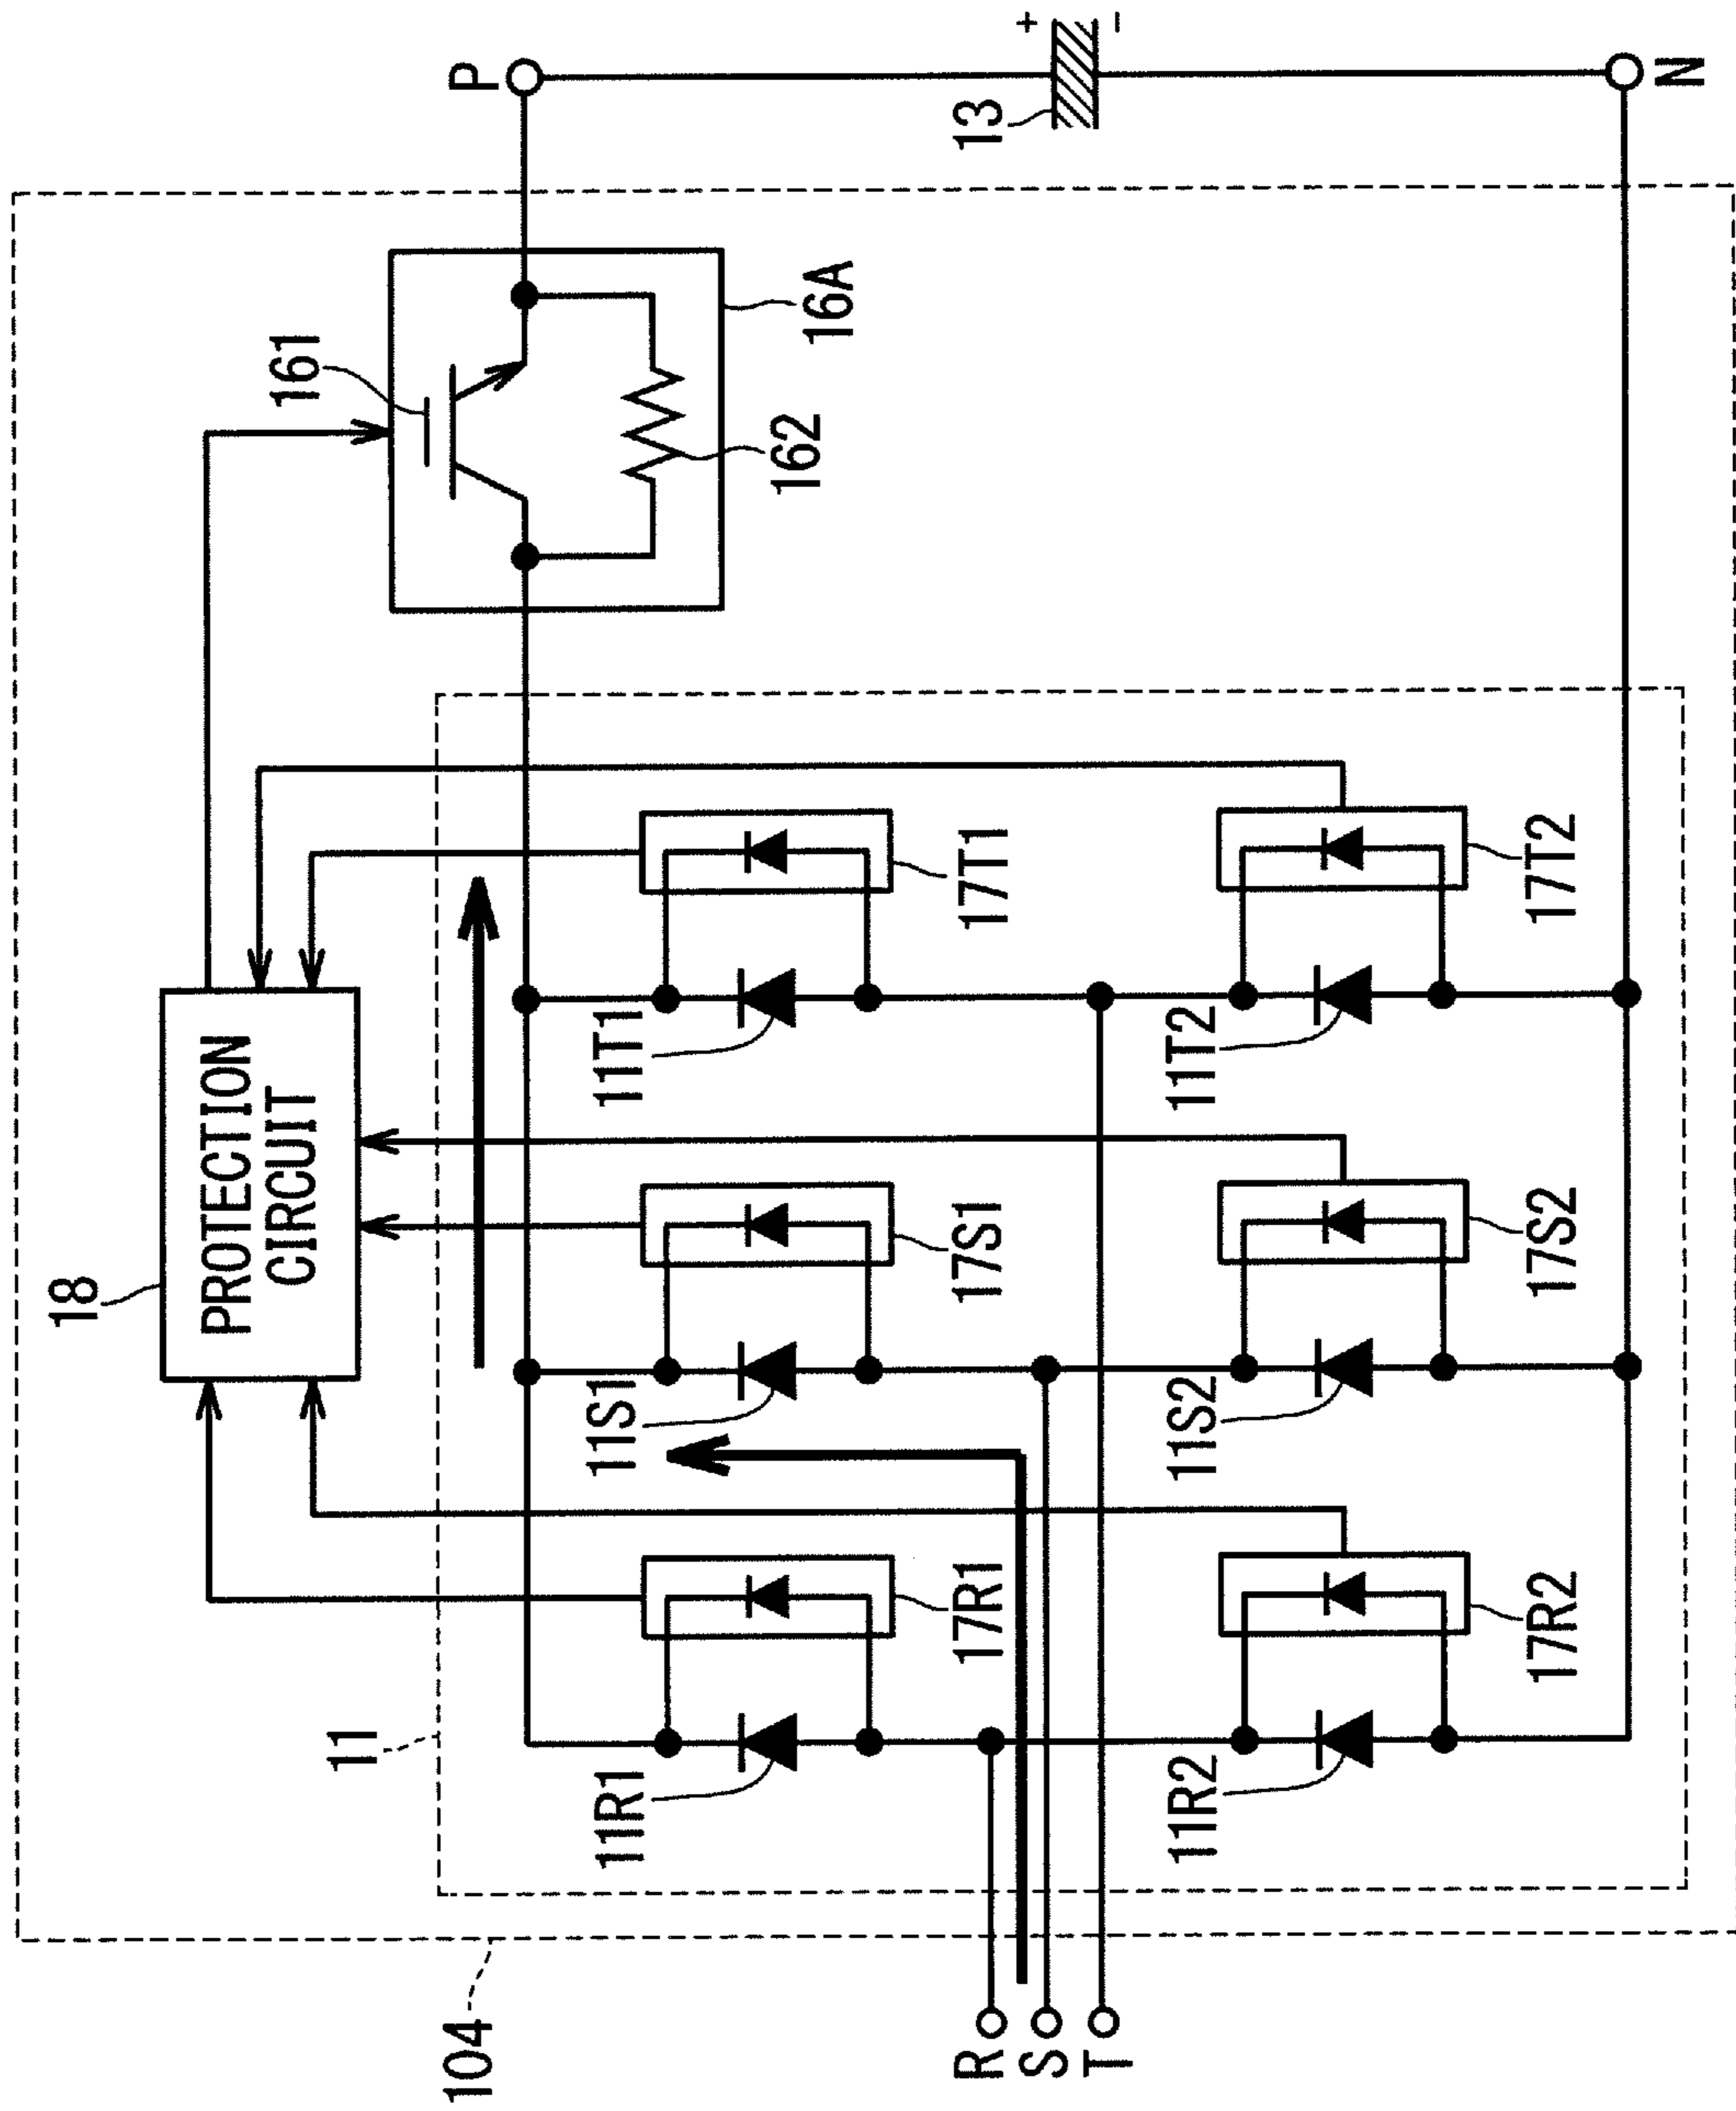 104
11
18
PROTECTION
CIRCUIT
161
162
16A
P
+
-
13
N
R
S
T
11R1
17R1
11S1
17S1
11T1
17T1
11R2
17R2
11S2
17S2
11T2
17T2